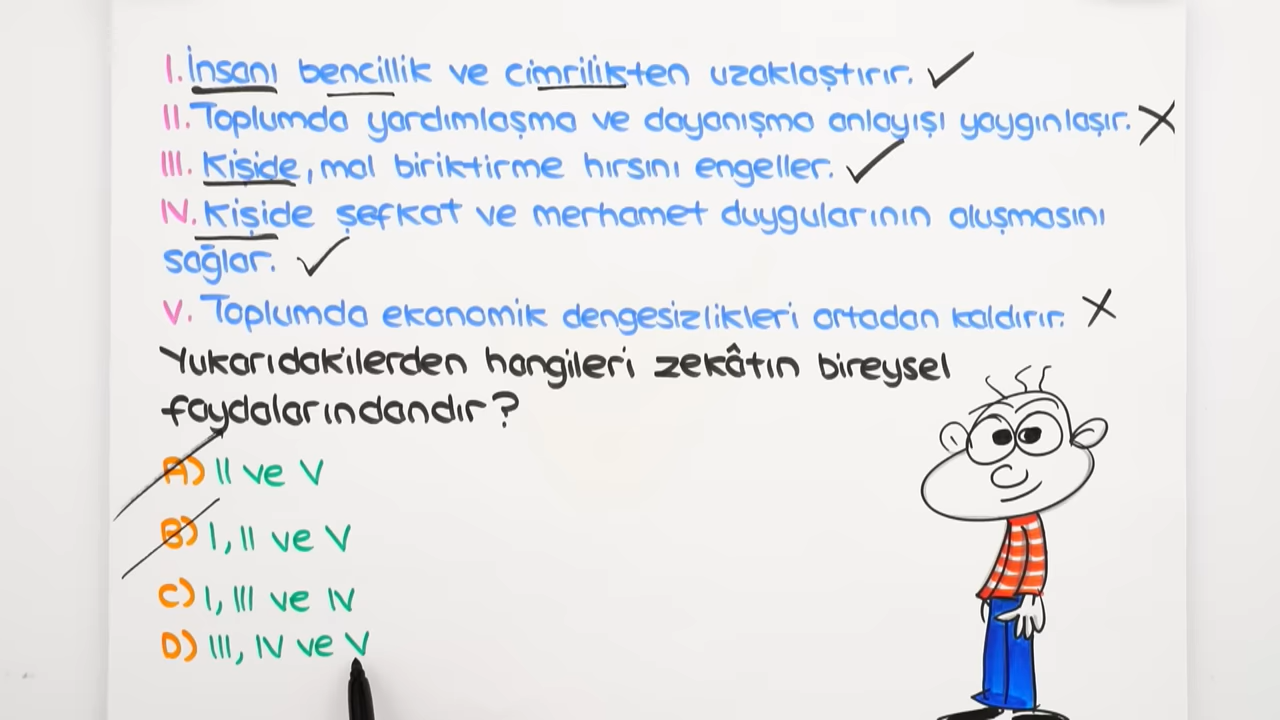 I. İnsanı bencillik ve cimrilikten uzaklaştırır.
II. Toplumda yardımlaşma ve dayanışma anlayışı yaygınlaşır.
III. Kişide, mal biriktirme hırsını engeller.
IV. Kişide şefkat ve merhamet duygularının oluşmasını
sağlar.
V. Toplumda ekonomik dengesizlikleri ortadan kaldırır.
Yukarıdakilerden hangileri zekâtın bireysel
faydalarındandır?
A) II ve V
B) I, II ve V
C) I, III ve IV
D) III, IV ve V